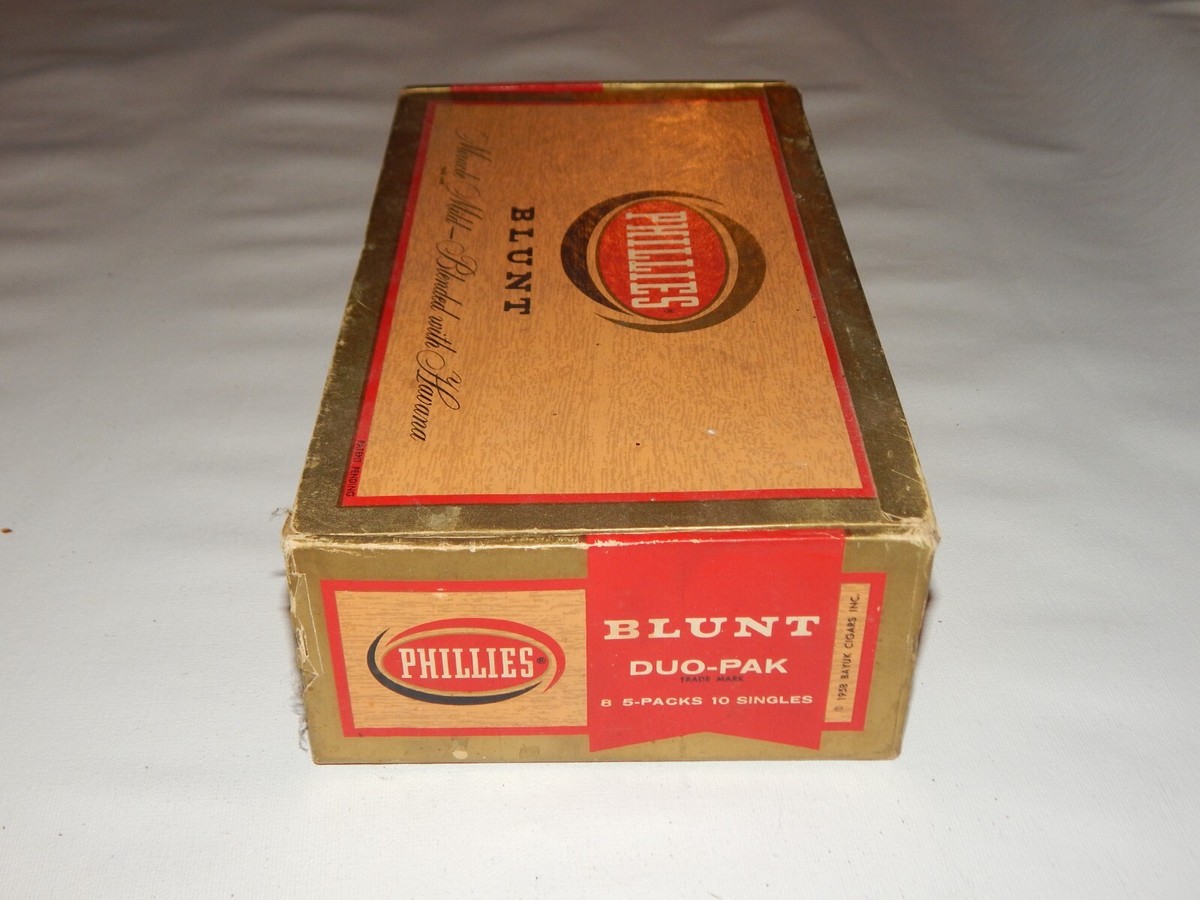 PHILLIES®
BLUNT
Miracle Mild – Blended with Havana
PATENT PENDING
PHILLIES®
BLUNT
DUO-PAK
TRADE MARK
8 5-PACKS 10 SINGLES
© 1958 BAYUK CIGARS INC.